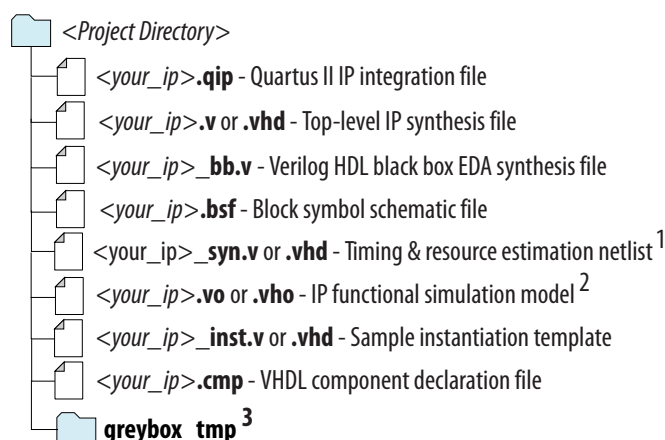 <Project Directory>
<your_ip>.qip - Quartus II IP integration file
<your_ip>.v or .vhd - Top-level IP synthesis file
<your_ip>_bb.v - Verilog HDL black box EDA synthesis file
<your_ip>.bsf - Block symbol schematic file
<your_ip>_syn.v or .vhd - Timing & resource estimation netlist 1
<your_ip>.vo or .vho - IP functional simulation model 2
<your_ip>_inst.v or .vhd - Sample instantiation template
<your_ip>.cmp - VHDL component declaration file
greybox_tmp 3